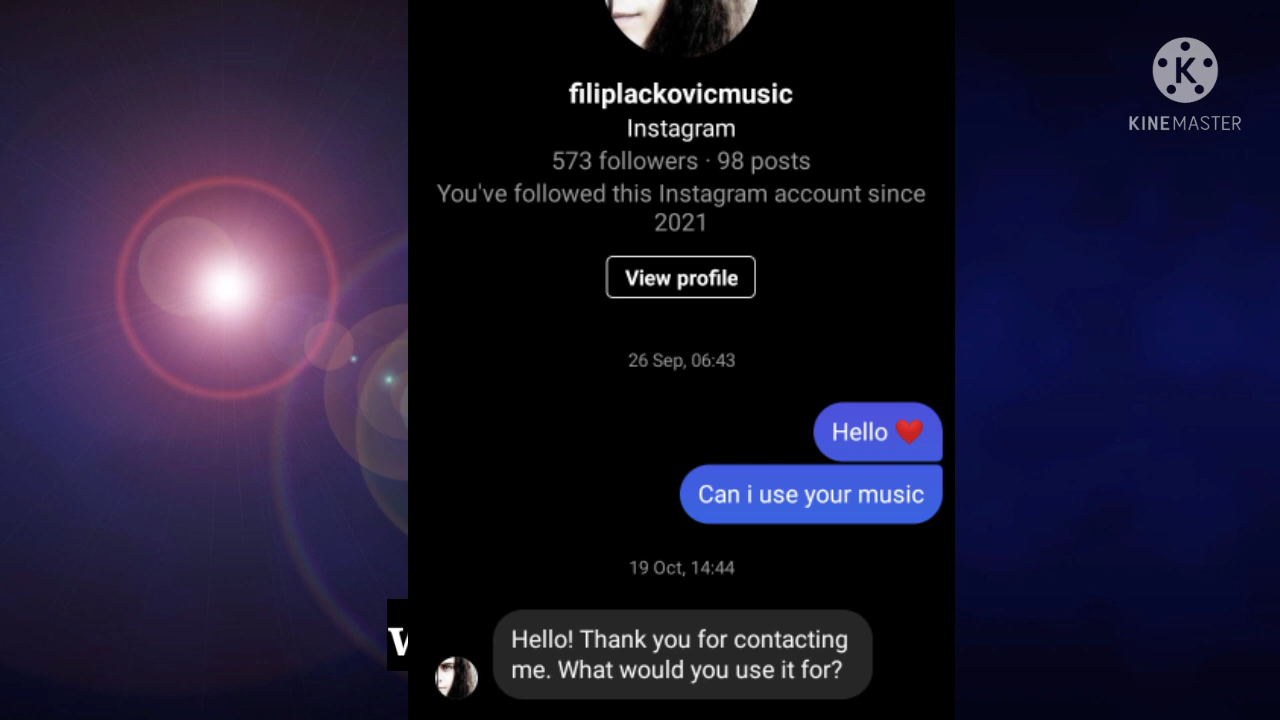 filiplackovicmusic
Instagram
573 followers · 98 posts
You've followed this Instagram account since
2021
View profile
26 Sep, 06:43
Hello ❤️
Can i use your music
19 Oct, 14:44
Hello! Thank you for contacting
me. What would you use it for?
K
KINEMASTER